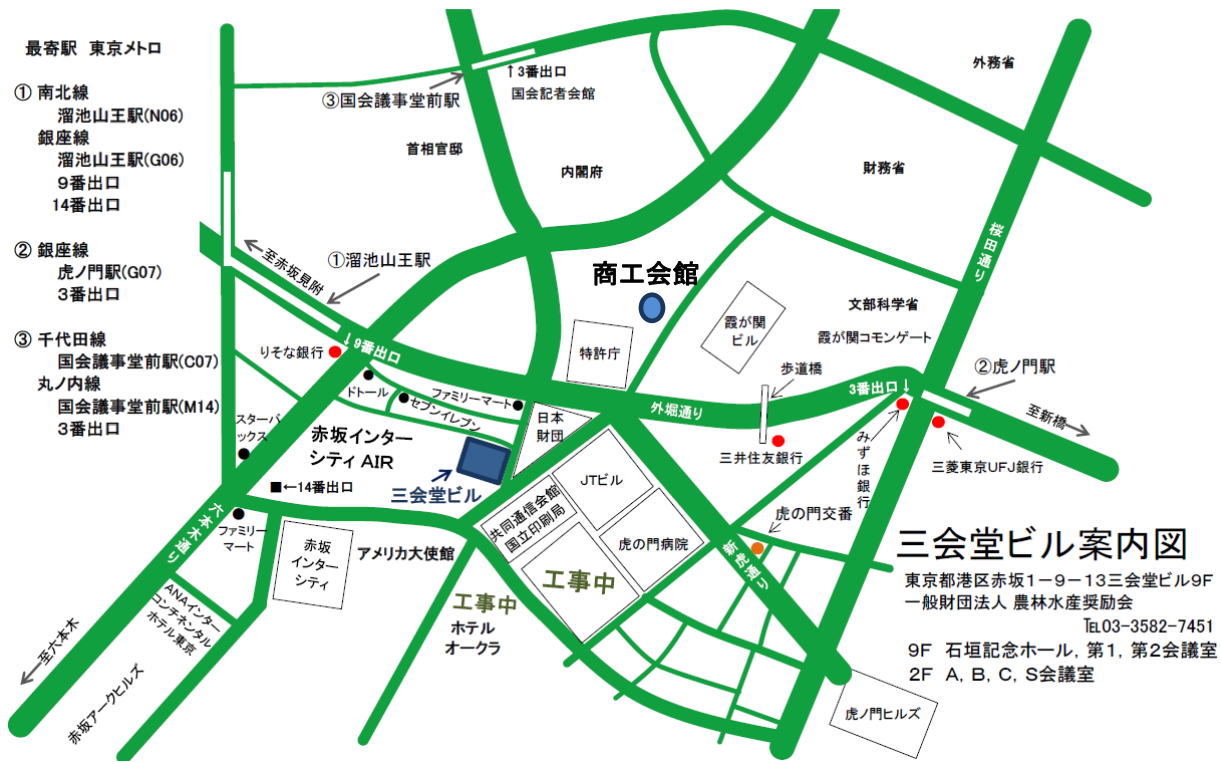 最寄駅 東京メトロ
① 南北線
溜池山王駅(N06)
銀座線
溜池山王駅(G06)
9番出口
14番出口
② 銀座線
虎ノ門駅(G07)
3番出口
③ 千代田線
国会議事堂前駅(C07)
丸ノ内線
国会議事堂前駅(M14)
3番出口
↑3番出口
国会記者会館
③国会議事堂前駅
首相官邸
内閣府
外務省
財務省
桜田通り
至赤坂見附
①溜池山王駅
商工会館
特許庁
霞が関
ビル
文部科学省
霞が関コモンゲート
歩道橋
3番出口↓
②虎ノ門駅
至新橋
りそな銀行
↓9番出口
ドトール
ファミリーマート
セブンイレブン
外堀通り
日本
財団
三井住友銀行
みずほ銀行
三菱東京UFJ銀行
スターバ
ックス
赤坂インター
シティAIR
三会堂ビル
■←14番出口
JTビル
共同通信会館
国立印刷局
虎の門病院
虎の門交番
新虎通り
六本木通り
ファミリー
マート
赤坂
インター
シティ
アメリカ大使館
工事中
工事中
ホテル
オークラ
ANAインター
コンチネンタル
ホテル東京
至六本木
赤坂アークヒルズ
虎ノ門ヒルズ
三会堂ビル案内図
東京都港区赤坂1-9-13三会堂ビル9F
一般財団法人 農林水産奨励会
℡03-3582-7451
9F 石垣記念ホール, 第1, 第2会議室
2F A, B, C, S会議室